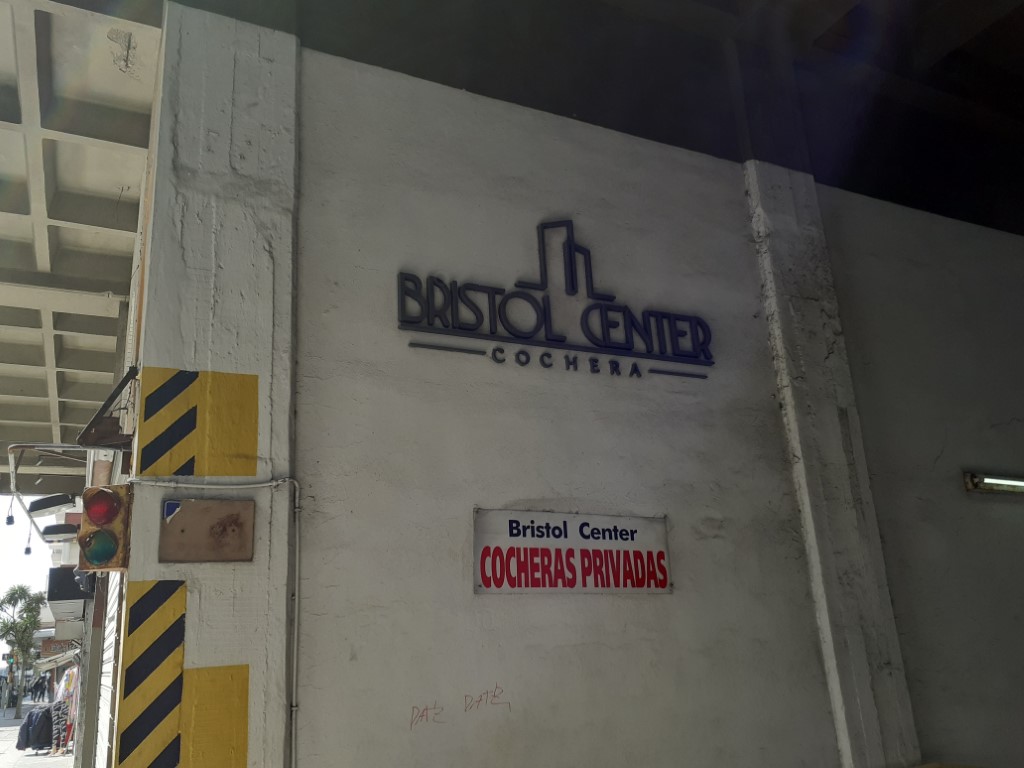 BRISTOL CENTER
COCHERA
Bristol Center
COCHERAS PRIVADAS